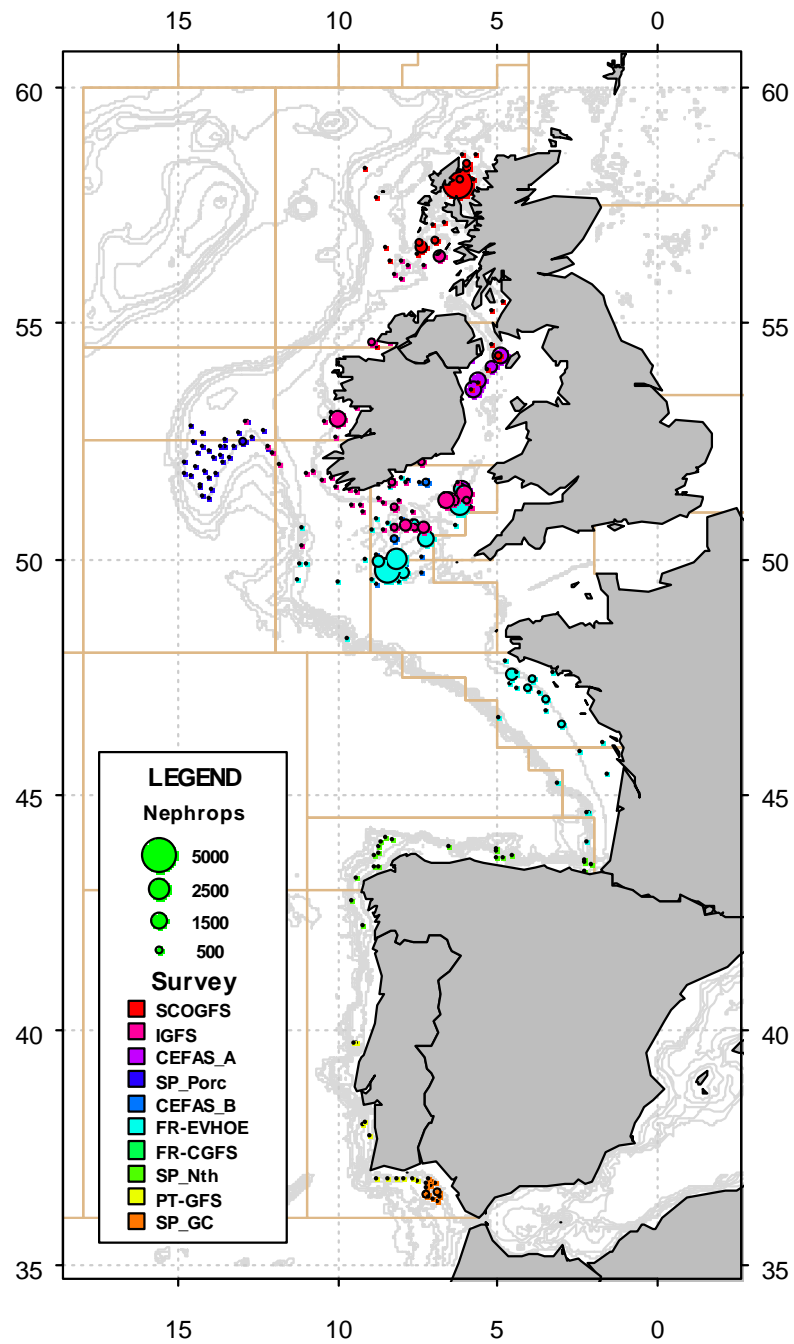 15 10 5 0
60 60
55 55
50 50
45 45
LEGEND
Nephrops
5000
2500
1500
500
Survey
SCOGFS
IGFS
CEFAS_A
SP_Porc
CEFAS_B
FR-EVHOE
FR-CGFS
SP_Nth
PT-GFS
SP_GC
40 40
35 35
15 10 5 0